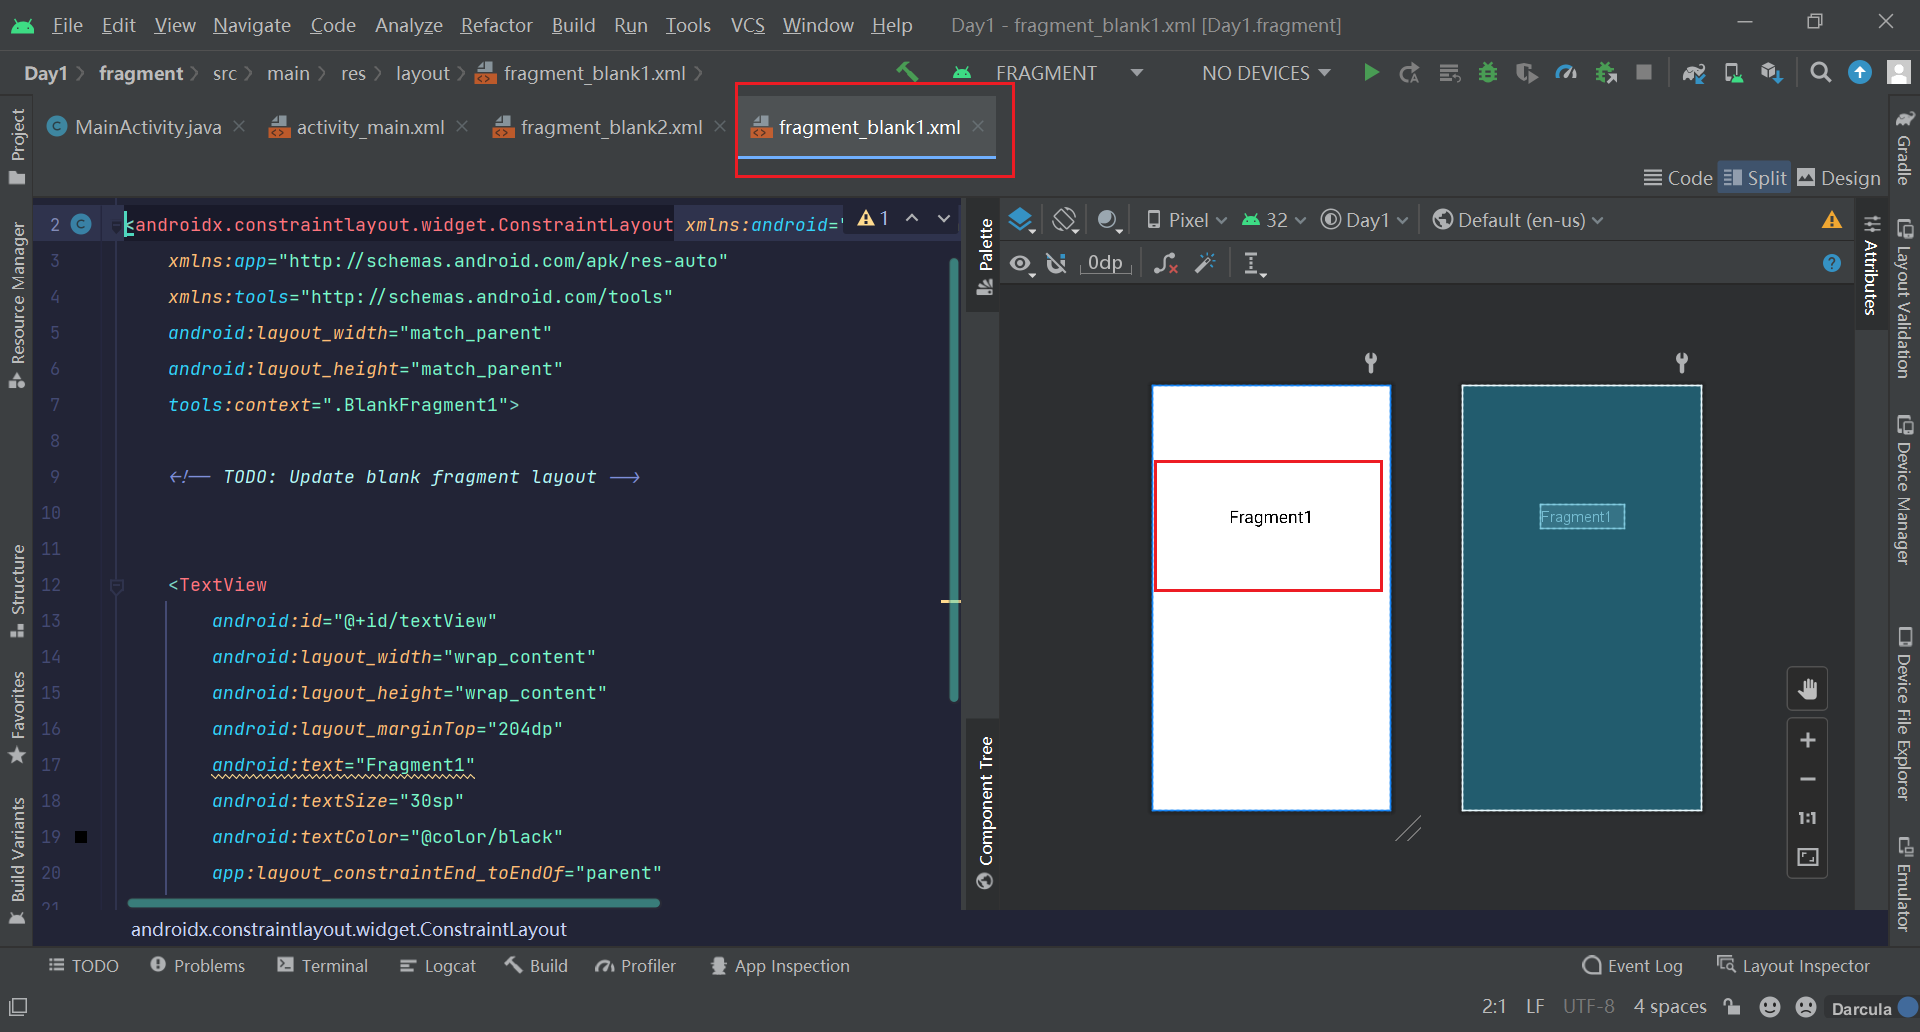 File Edit View Navigate Code Analyze Refactor Build Run Tools VCS Window Help Day1 - fragment_blank1.xml [Day1.fragment]
Day1 fragment src main res layout fragment_blank1.xml FRAGMENT NO DEVICES
MainActivity.java activity_main.xml fragment_blank2.xml fragment_blank1.xml
Code Split Design
Project
Resource Manager
Structure
Favorites
Build Variants
2 <androidx.constraintlayout.widget.ConstraintLayout xmlns:android=" 1
3 xmlns:app="http://schemas.android.com/apk/res-auto"
4 xmlns:tools="http://schemas.android.com/tools"
5 android:layout_width="match_parent"
6 android:layout_height="match_parent"
7 tools:context=".BlankFragment1">
8
9 <!-- TODO: Update blank fragment layout -->
10
11
12 <TextView
13 android:id="@+id/textView"
14 android:layout_width="wrap_content"
15 android:layout_height="wrap_content"
16 android:layout_marginTop="204dp"
17 android:text="Fragment1"
18 android:textSize="30sp"
19 android:textColor="@color/black"
20 app:layout_constraintEnd_toEndOf="parent"
21
androidx.constraintlayout.widget.ConstraintLayout
Palette
Component Tree
Pixel 32 Day1 Default (en-us)
0dp
Fragment1
Fragment1
1:1
Attributes
Gradle
Layout Validation
Device Manager
Device File Explorer
Emulator
TODO Problems Terminal Logcat Build Profiler App Inspection Event Log Layout Inspector
2:1 LF UTF-8 4 spaces Darcula